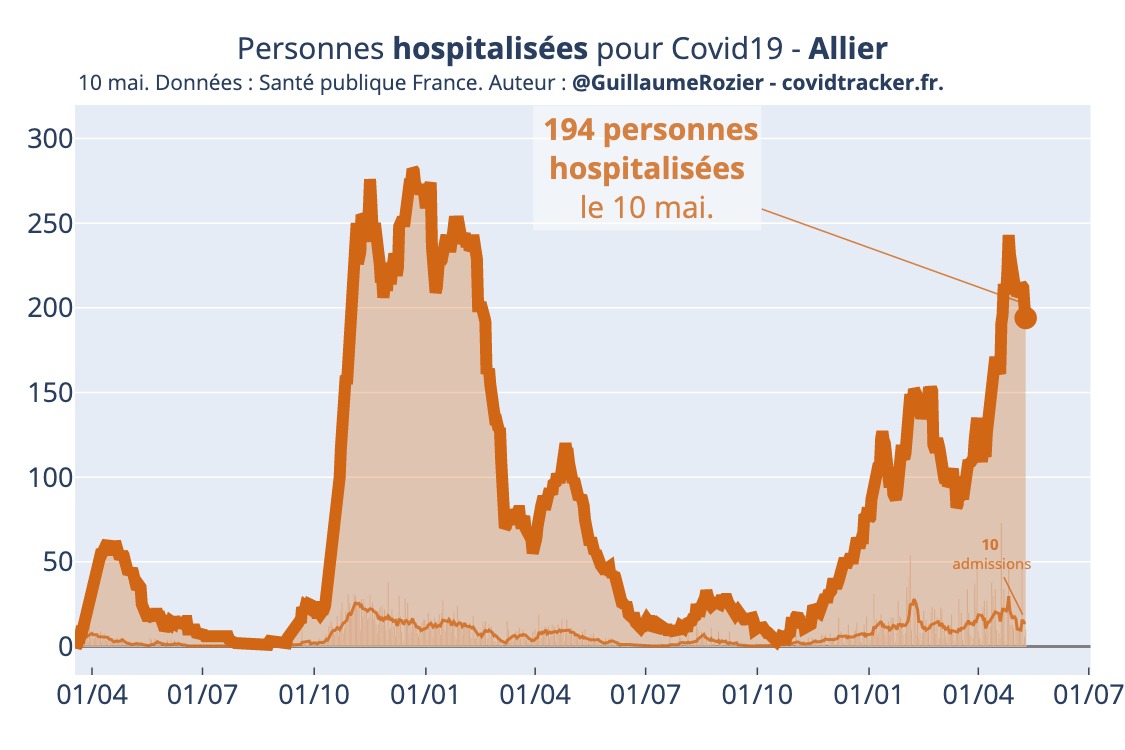 Personnes hospitalisées pour Covid19 - Allier
10 mai. Données : Santé publique France. Auteur : @GuillaumeRozier - covidtracker.fr.
194 personnes
hospitalisées
le 10 mai.
300
250
200
150
100
50
0
10
admissions
01/04 01/07 01/10 01/01 01/04 01/07 01/10 01/01 01/04 01/07